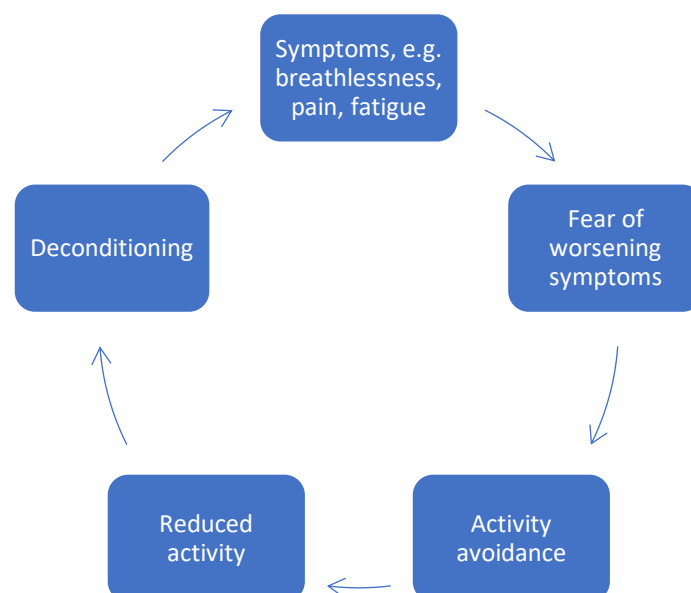 Symptoms, e.g.
breathlessness,
pain, fatigue
Fear of
worsening
symptoms
Activity
avoidance
Reduced
activity
Deconditioning